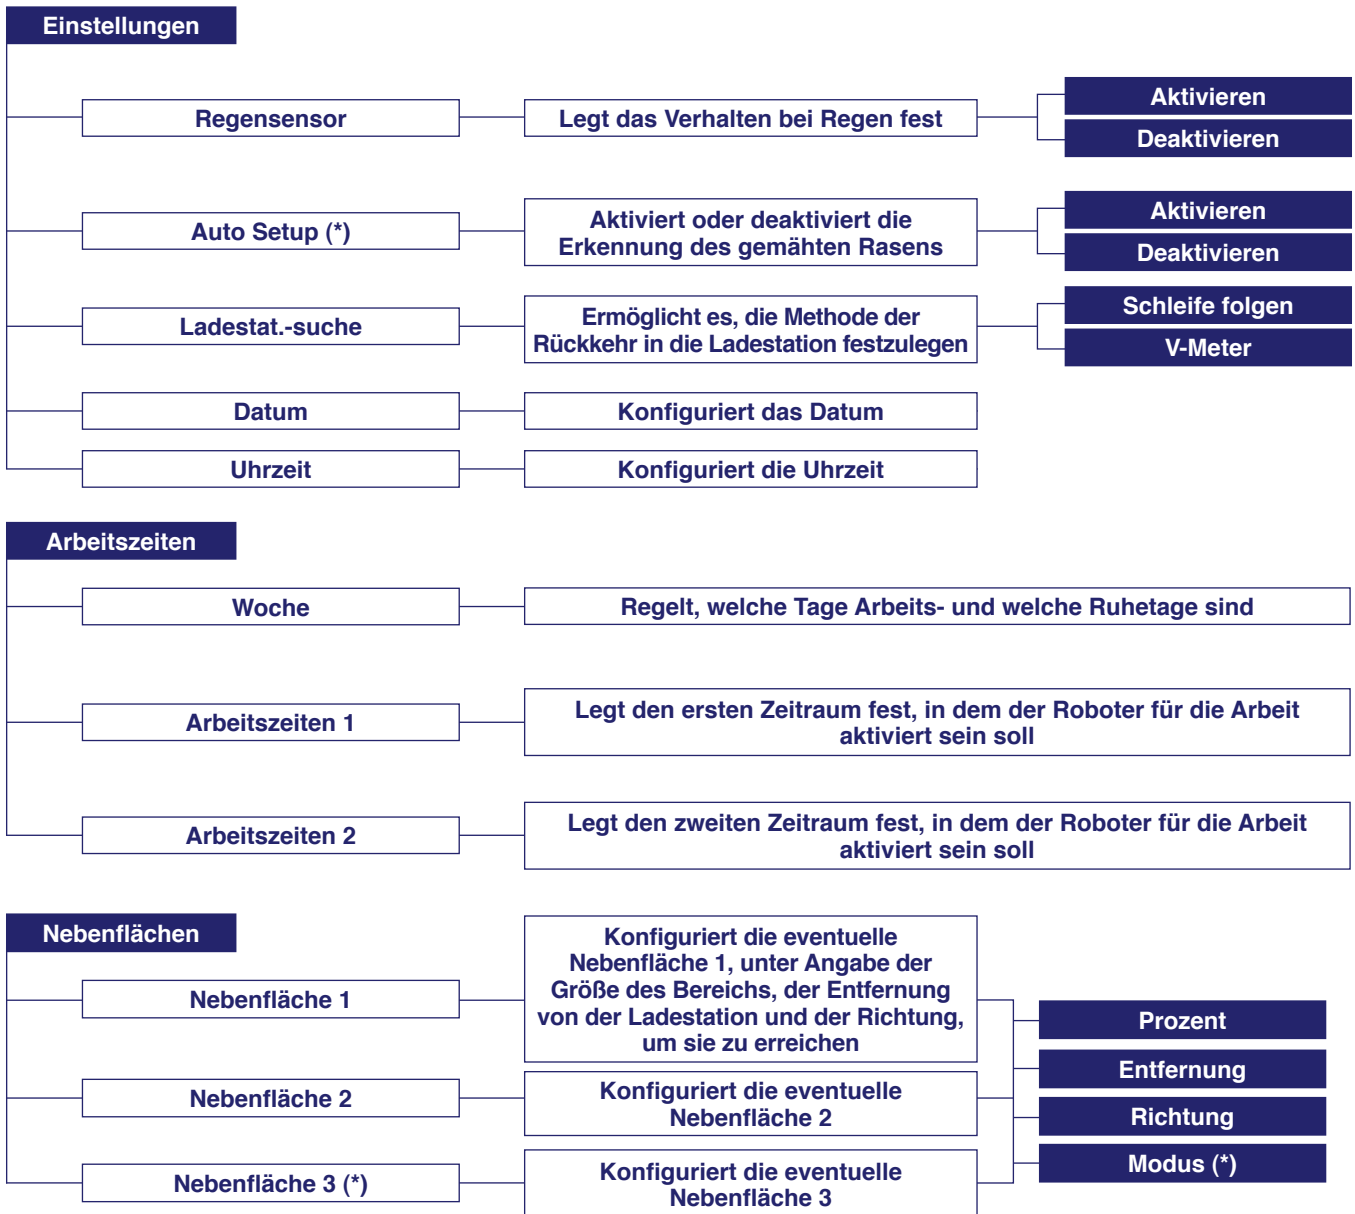 Einstellungen
Regensensor
Legt das Verhalten bei Regen fest
Aktivieren
Deaktivieren
Auto Setup (*)
Aktiviert oder deaktiviert die
Erkennung des gemähten Rasens
Aktivieren
Deaktivieren
Ladestat.-suche
Ermöglicht es, die Methode der
Rückkehr in die Ladestation festzulegen
Schleife folgen
V-Meter
Datum
Konfiguriert das Datum
Uhrzeit
Konfiguriert die Uhrzeit
Arbeitszeiten
Woche
Regelt, welche Tage Arbeits- und welche Ruhetage sind
Arbeitszeiten 1
Legt den ersten Zeitraum fest, in dem der Roboter für die Arbeit
aktiviert sein soll
Arbeitszeiten 2
Legt den zweiten Zeitraum fest, in dem der Roboter für die Arbeit
aktiviert sein soll
Nebenflächen
Nebenfläche 1
Konfiguriert die eventuelle
Nebenfläche 1, unter Angabe der
Größe des Bereichs, der Entfernung
von der Ladestation und der Richtung,
um sie zu erreichen
Nebenfläche 2
Konfiguriert die eventuelle
Nebenfläche 2
Nebenfläche 3 (*)
Konfiguriert die eventuelle
Nebenfläche 3
Prozent
Entfernung
Richtung
Modus (*)